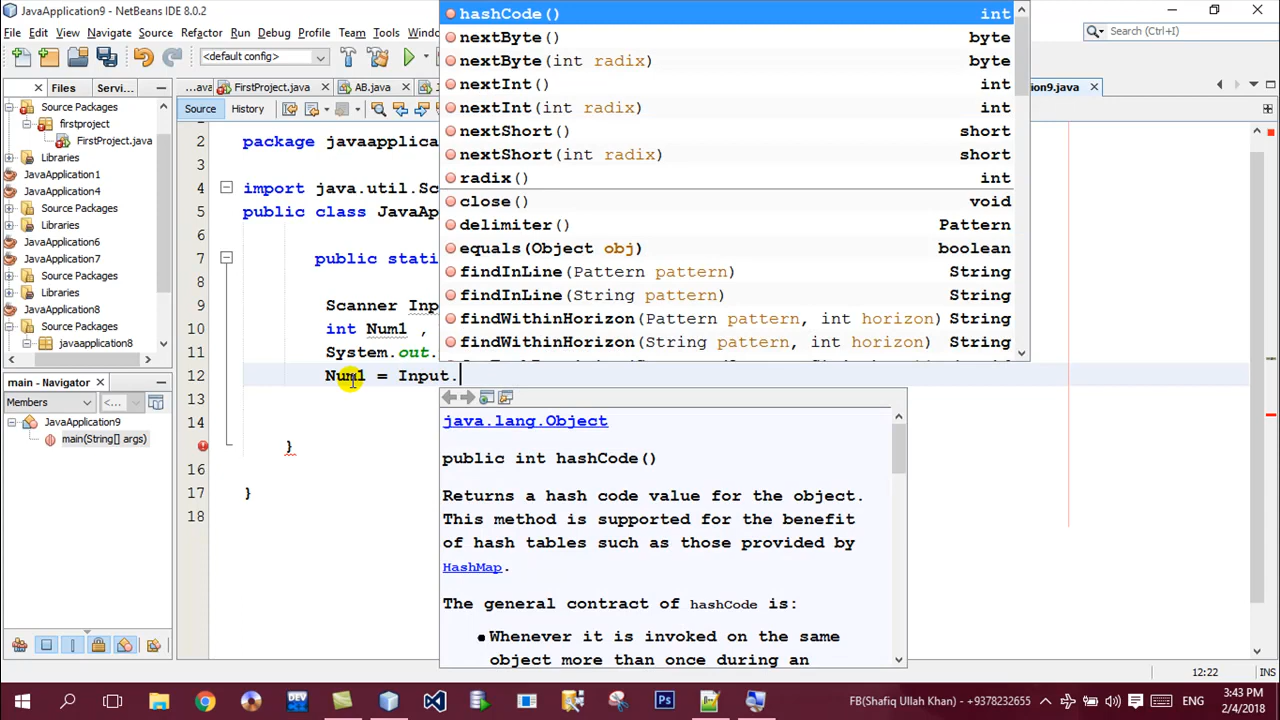 JavaApplication9 - NetBeans IDE 8.0.2
File Edit View Navigate Source Refactor Run Debug Profile Team Tools Windo
Search (Ctrl+I)
<default config>
Files Servi...
...ava FirstProject.java AB.java on9.java
Source History
Source Packages
firstproject
FirstProject.java
Libraries
JavaApplication1
JavaApplication4
Source Packages
Libraries
JavaApplication6
JavaApplication7
Source Packages
Libraries
JavaApplication8
Source Packages
javaapplication8
main - Navigator
Members
<...>
JavaApplication9
main(String[] args)
2 package javaapplica
3
4 import java.util.Sc
5 public class JavaAp
6
7 public stati
8
9 Scanner Inp
10 int Num1 ,
11 System.out.
12 Num1 = Input.
13
14
}
16
17 }
18
hashCode() int
nextByte() byte
nextByte(int radix) byte
nextInt() int
nextInt(int radix) int
nextShort() short
nextShort(int radix) short
radix() int
close() void
delimiter() Pattern
equals(Object obj) boolean
findInLine(Pattern pattern) String
findInLine(String pattern) String
findWithinHorizon(Pattern pattern, int horizon) String
findWithinHorizon(String pattern, int horizon) String
java.lang.Object
public int hashCode()
Returns a hash code value for the object.
This method is supported for the benefit
of hash tables such as those provided by
HashMap.
The general contract of hashCode is:
Whenever it is invoked on the same
object more than once during an
12:22 INS
DEV
Ps
FB(Shafiq Ullah Khan) - +9378232655
ENG
3:43 PM
2/4/2018